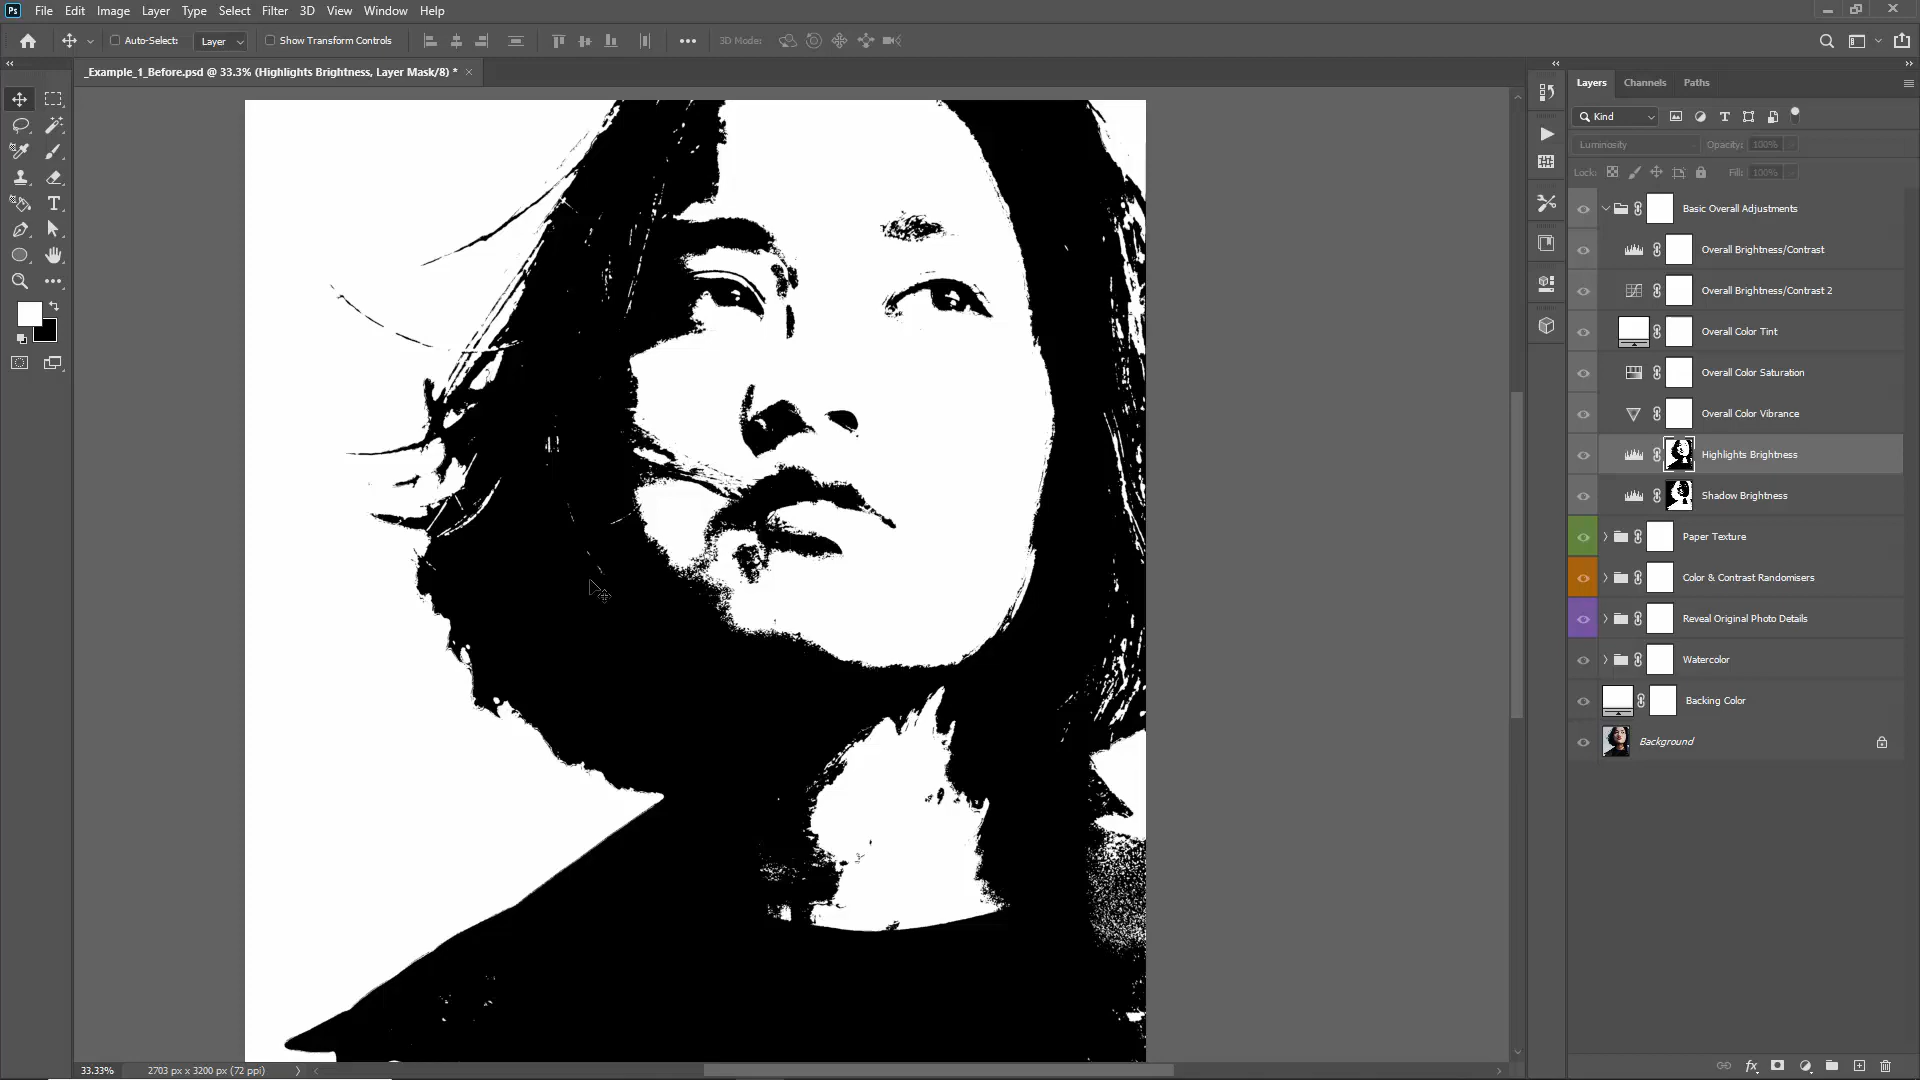 Ps File Edit Image Layer Type Select Filter 3D View Window Help
Auto-Select: Layer Show Transform Controls 3D Mode:
_Example_1_Before.psd @ 33.3% (Highlights Brightness, Layer Mask/8) *
Layers Channels Paths
Kind
Luminosity Opacity: 100%
Lock: Fill: 100%
Basic Overall Adjustments
Overall Brightness/Contrast
Overall Brightness/Contrast 2
Overall Color Tint
Overall Color Saturation
Overall Color Vibrance
Highlights Brightness
Shadow Brightness
Paper Texture
Color & Contrast Randomisers
Reveal Original Photo Details
Watercolor
Backing Color
Background
33.33% 2703 px x 3200 px (72 ppi)